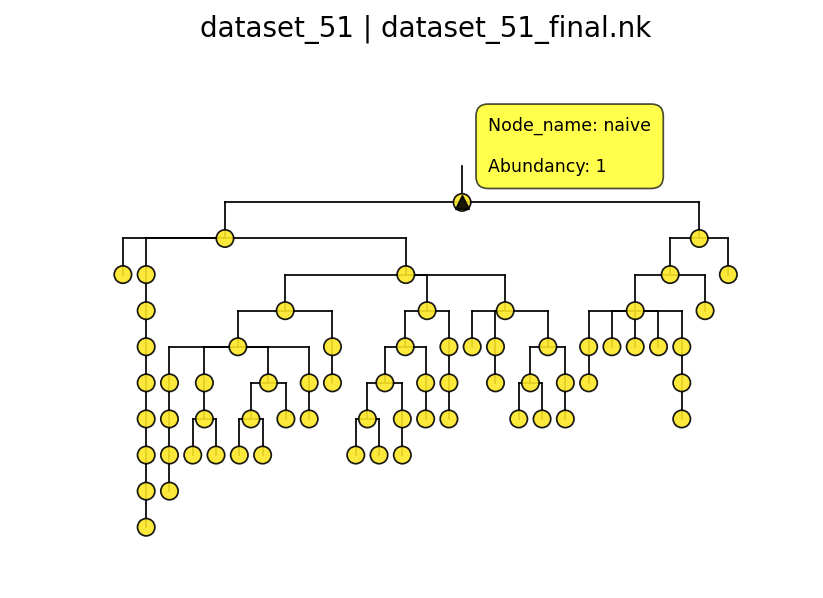 dataset_51 | dataset_51_final.nk
Node_name: naive
Abundancy: 1